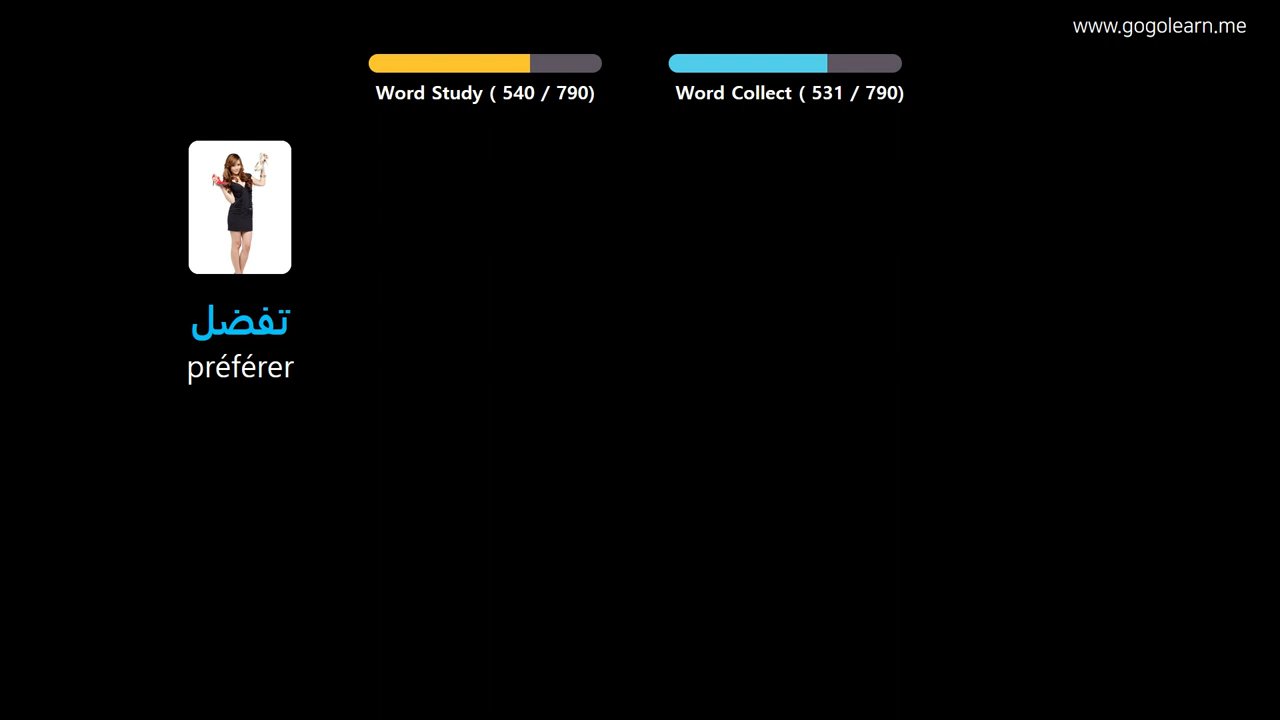 www.gogolearn.me
Word Study ( 540 / 790)
Word Collect ( 531 / 790)
تفضل
préférer